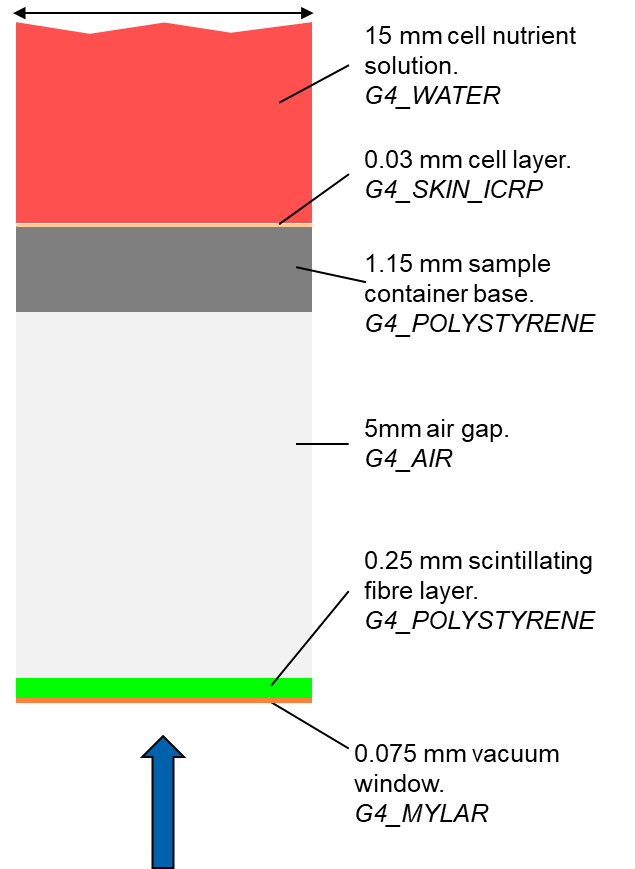 15 mm cell nutrient
solution.
G4_WATER
0.03 mm cell layer.
G4_SKIN_ICRP
1.15 mm sample
container base.
G4_POLYSTYRENE
5mm air gap.
G4_AIR
0.25 mm scintillating
fibre layer.
G4_POLYSTYRENE
0.075 mm vacuum
window.
G4_MYLAR